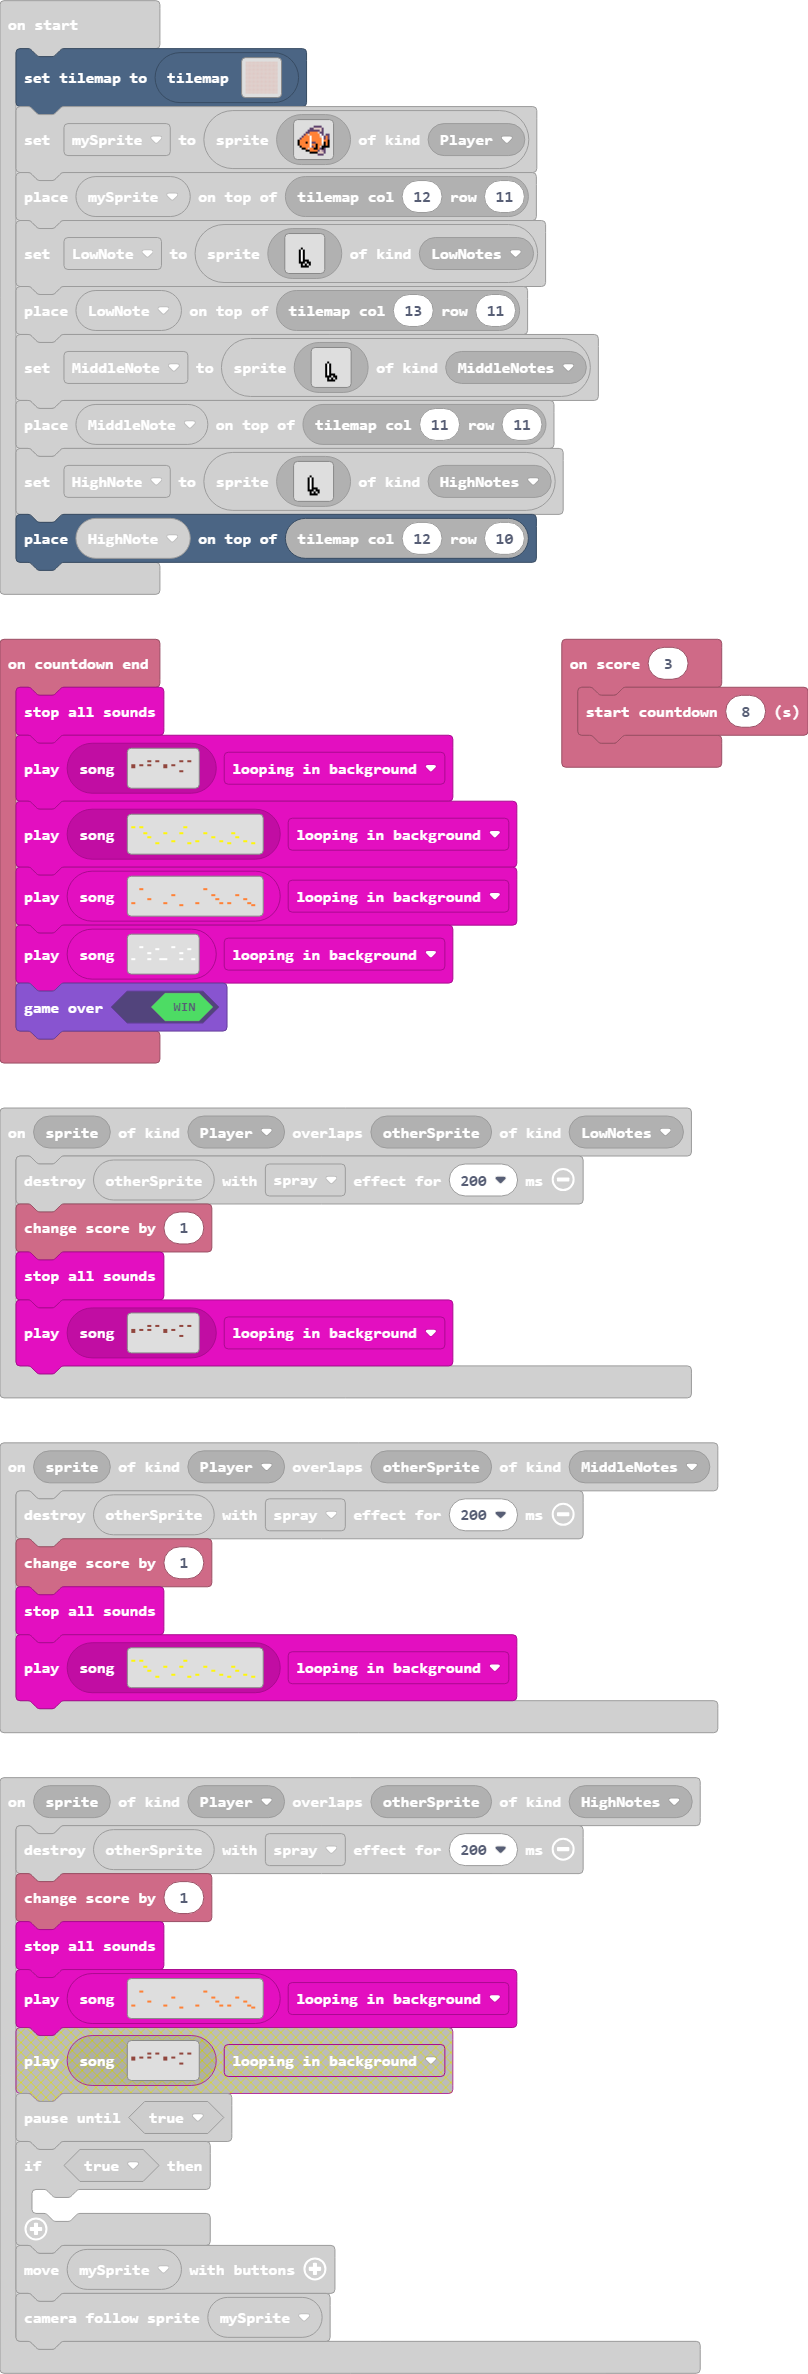 on start
set tilemap to tilemap
set mySprite to sprite of kind Player
place mySprite on top of tilemap col 12 row 11
set LowNote to sprite of kind LowNotes
place LowNote on top of tilemap col 13 row 11
set MiddleNote to sprite of kind MiddleNotes
place MiddleNote on top of tilemap col 11 row 11
set HighNote to sprite of kind HighNotes
place HighNote on top of tilemap col 12 row 10
on countdown end
stop all sounds
play song looping in background
play song looping in background
play song looping in background
play song looping in background
game over WIN
on score 3
start countdown 8 (s)
on sprite of kind Player overlaps otherSprite of kind LowNotes
destroy otherSprite with spray effect for 200 ms
change score by 1
stop all sounds
play song looping in background
on sprite of kind Player overlaps otherSprite of kind MiddleNotes
destroy otherSprite with spray effect for 200 ms
change score by 1
stop all sounds
play song looping in background
on sprite of kind Player overlaps otherSprite of kind HighNotes
destroy otherSprite with spray effect for 200 ms
change score by 1
stop all sounds
play song looping in background
play song looping in background
pause until true
if true then
move mySprite with buttons
camera follow sprite mySprite